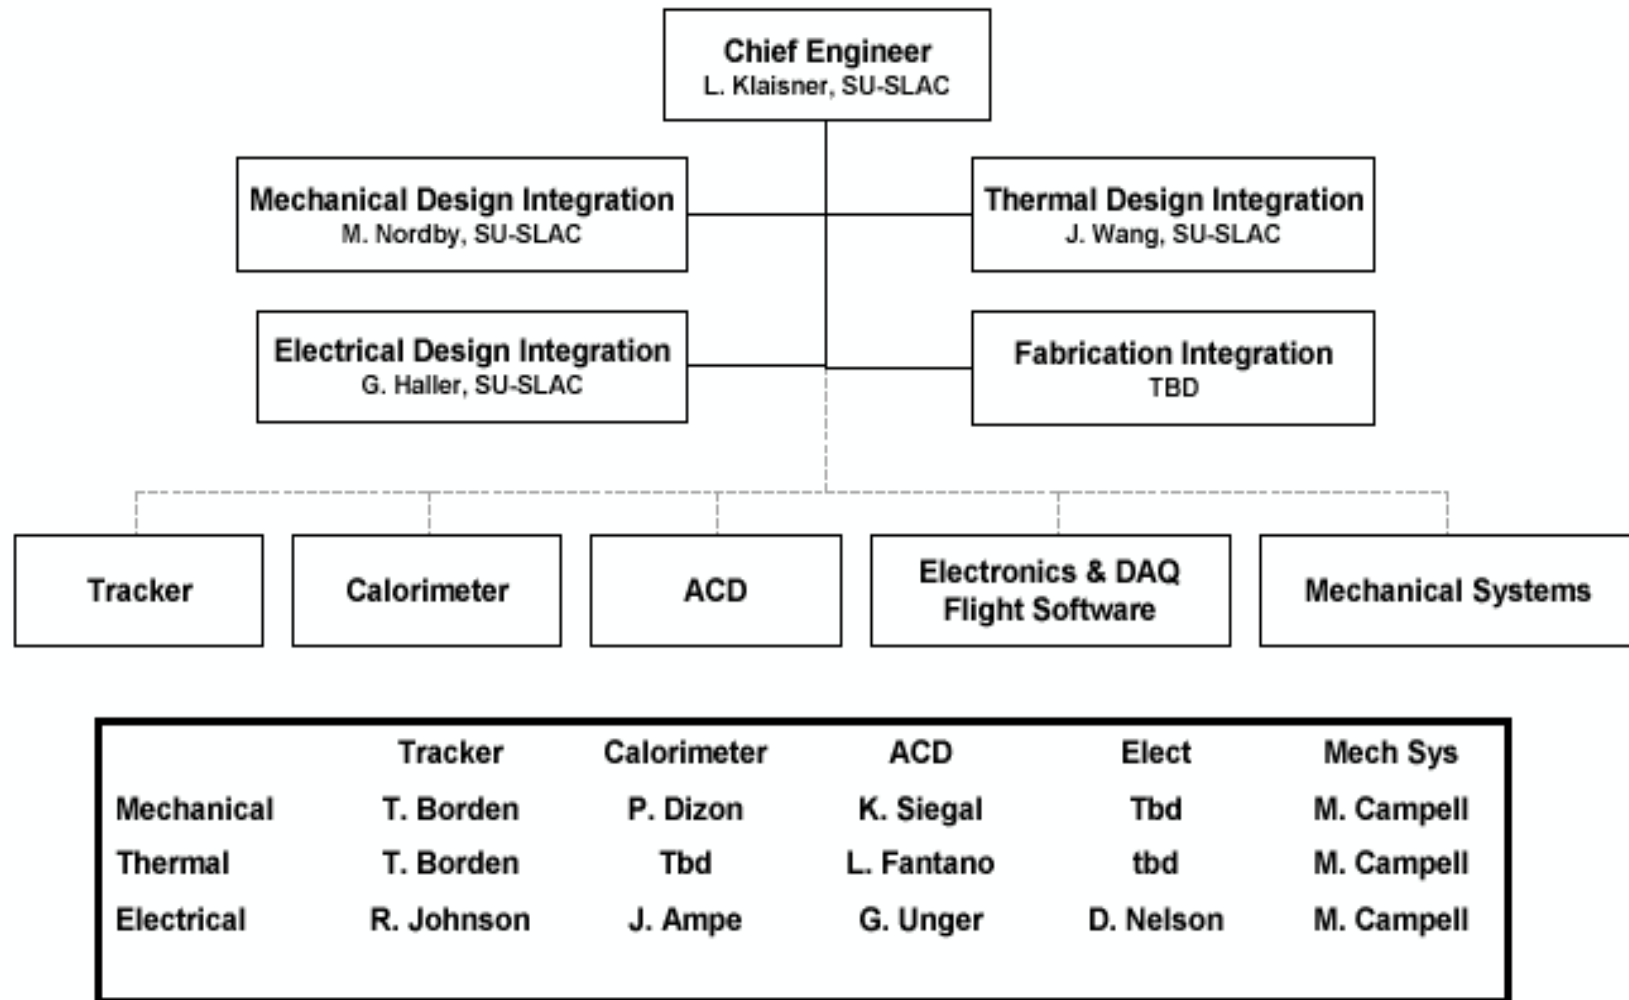 Chief Engineer
L. Klaisner, SU-SLAC
Mechanical Design Integration
M. Nordby, SU-SLAC
Thermal Design Integration
J. Wang, SU-SLAC
Electrical Design Integration
G. Haller, SU-SLAC
Fabrication Integration
TBD
Tracker
Calorimeter
ACD
Electronics & DAQ
Flight Software
Mechanical Systems
Tracker Calorimeter ACD Elect Mech Sys
Mechanical T. Borden P. Dizon K. Siegal Tbd M. Campell
Thermal T. Borden Tbd L. Fantano tbd M. Campell
Electrical R. Johnson J. Ampe G. Unger D. Nelson M. Campell